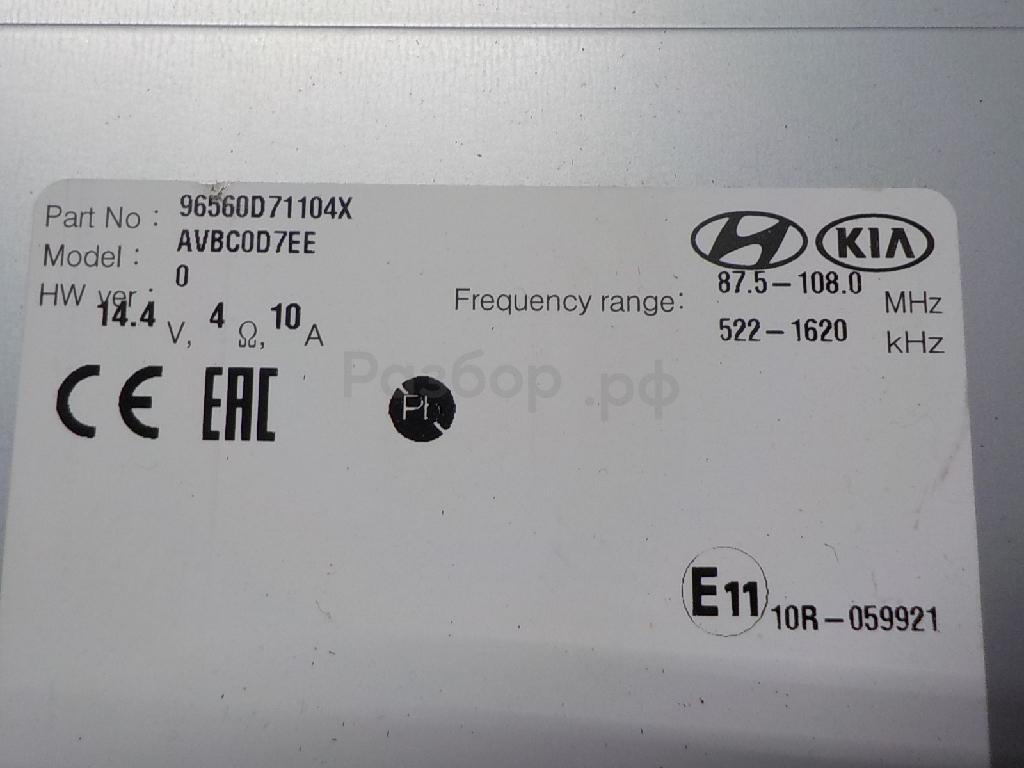 Part No : 96560D71104X
Model : AVBC0D7EE
HW ver : 0
14.4 V, 4 Ω, 10 A
KIA
Frequency range: 87.5-108.0 MHz
522-1620 kHz
CE EAC Pb
Разбор.рф
E11 10R-059921